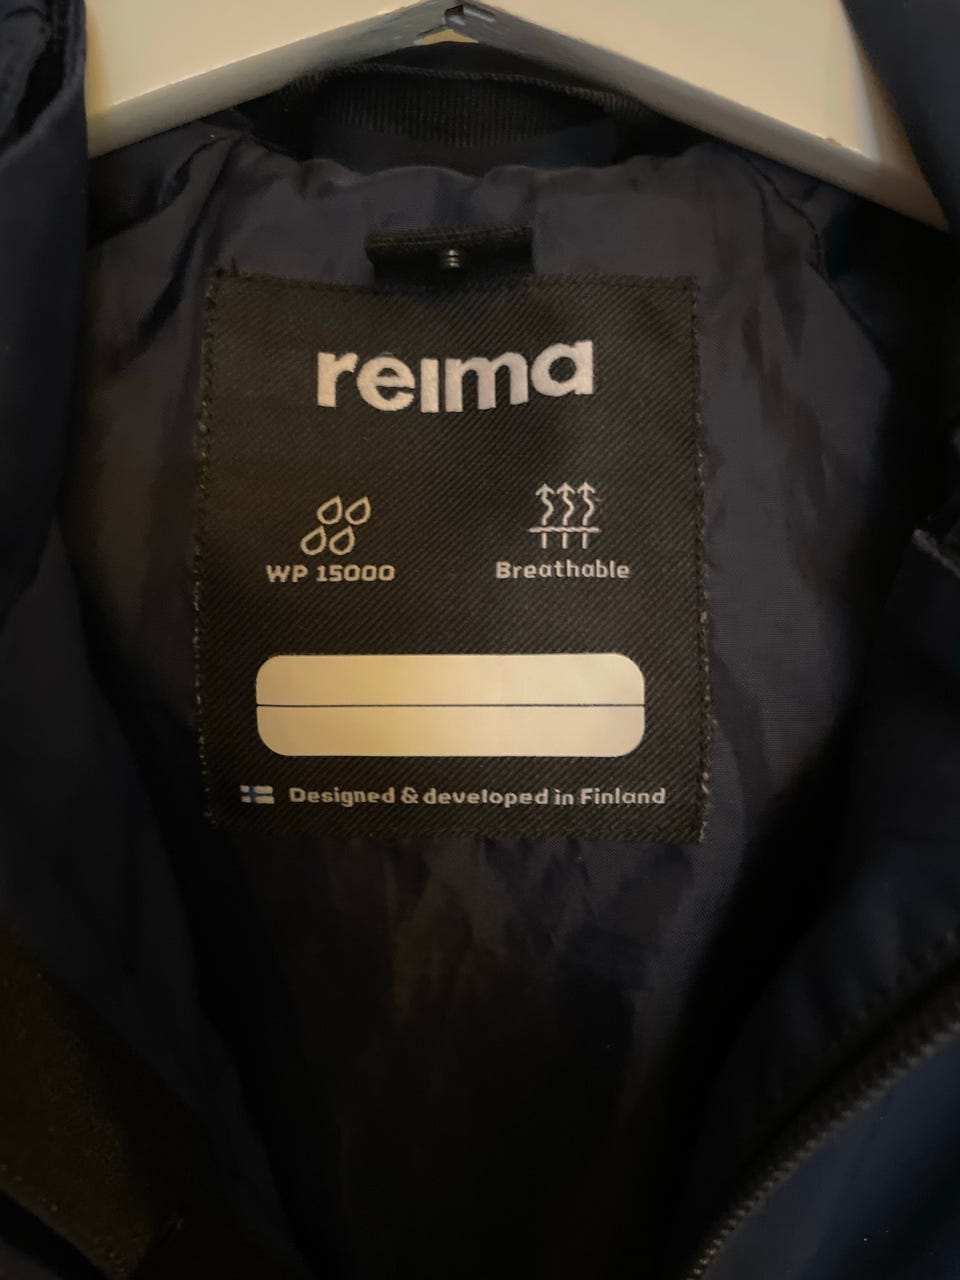 reima
WP 15000
Breathable
Designed & developed in Finland